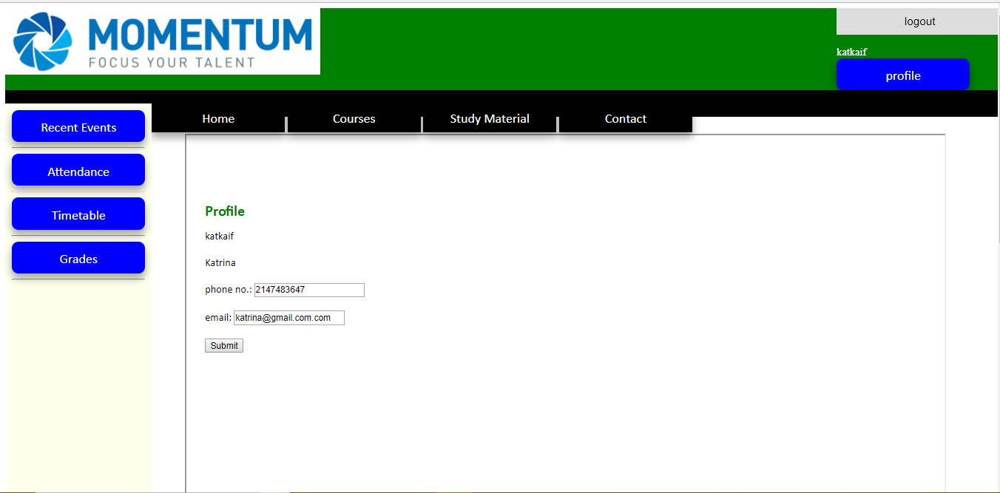 MOMENTUM
FOCUS YOUR TALENT
logout
katkaif
profile
Home Courses Study Material Contact
Recent Events
Attendance
Timetable
Grades
Profile
katkaif
Katrina
phone no.: 2147483647
email: katrina@gmail.com.com
Submit